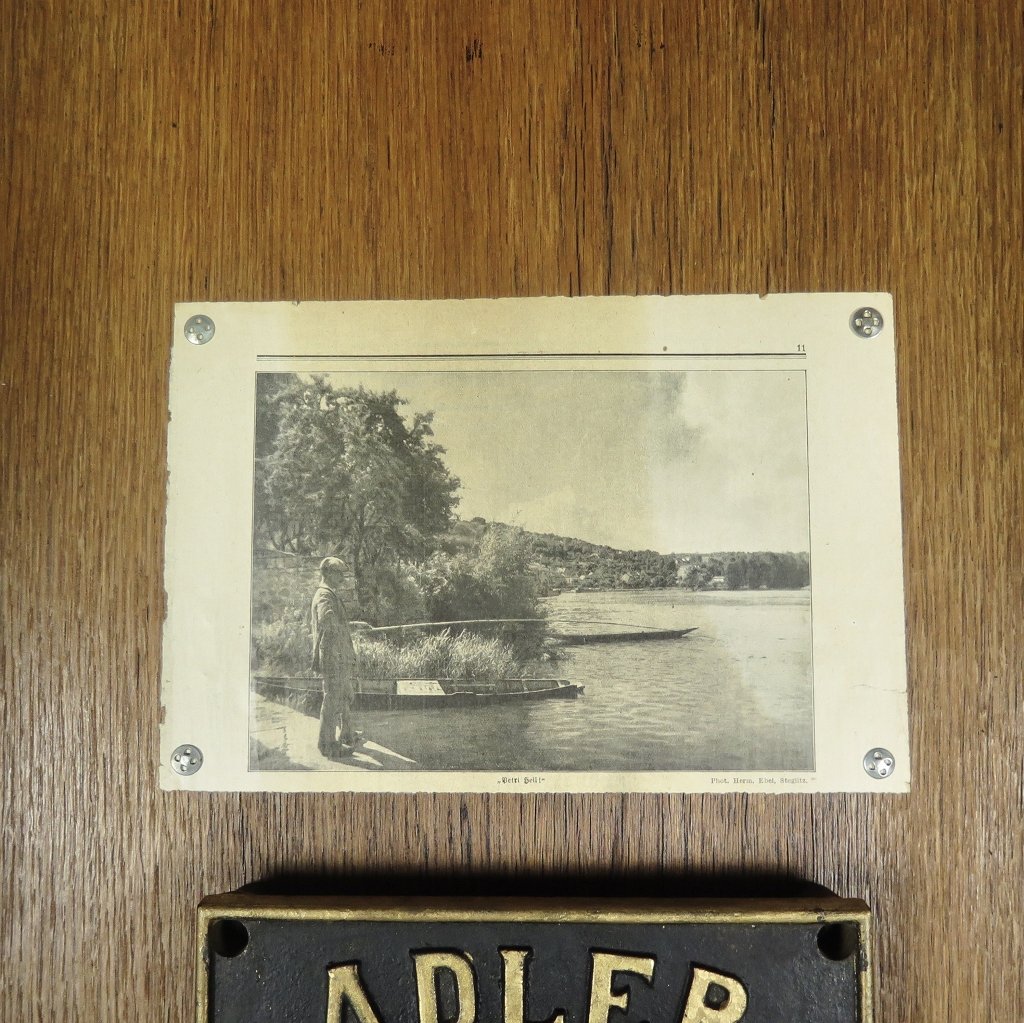 11
„Petri Heil!“
Phot. Herm. Ebel, Steglitz.
ADLER